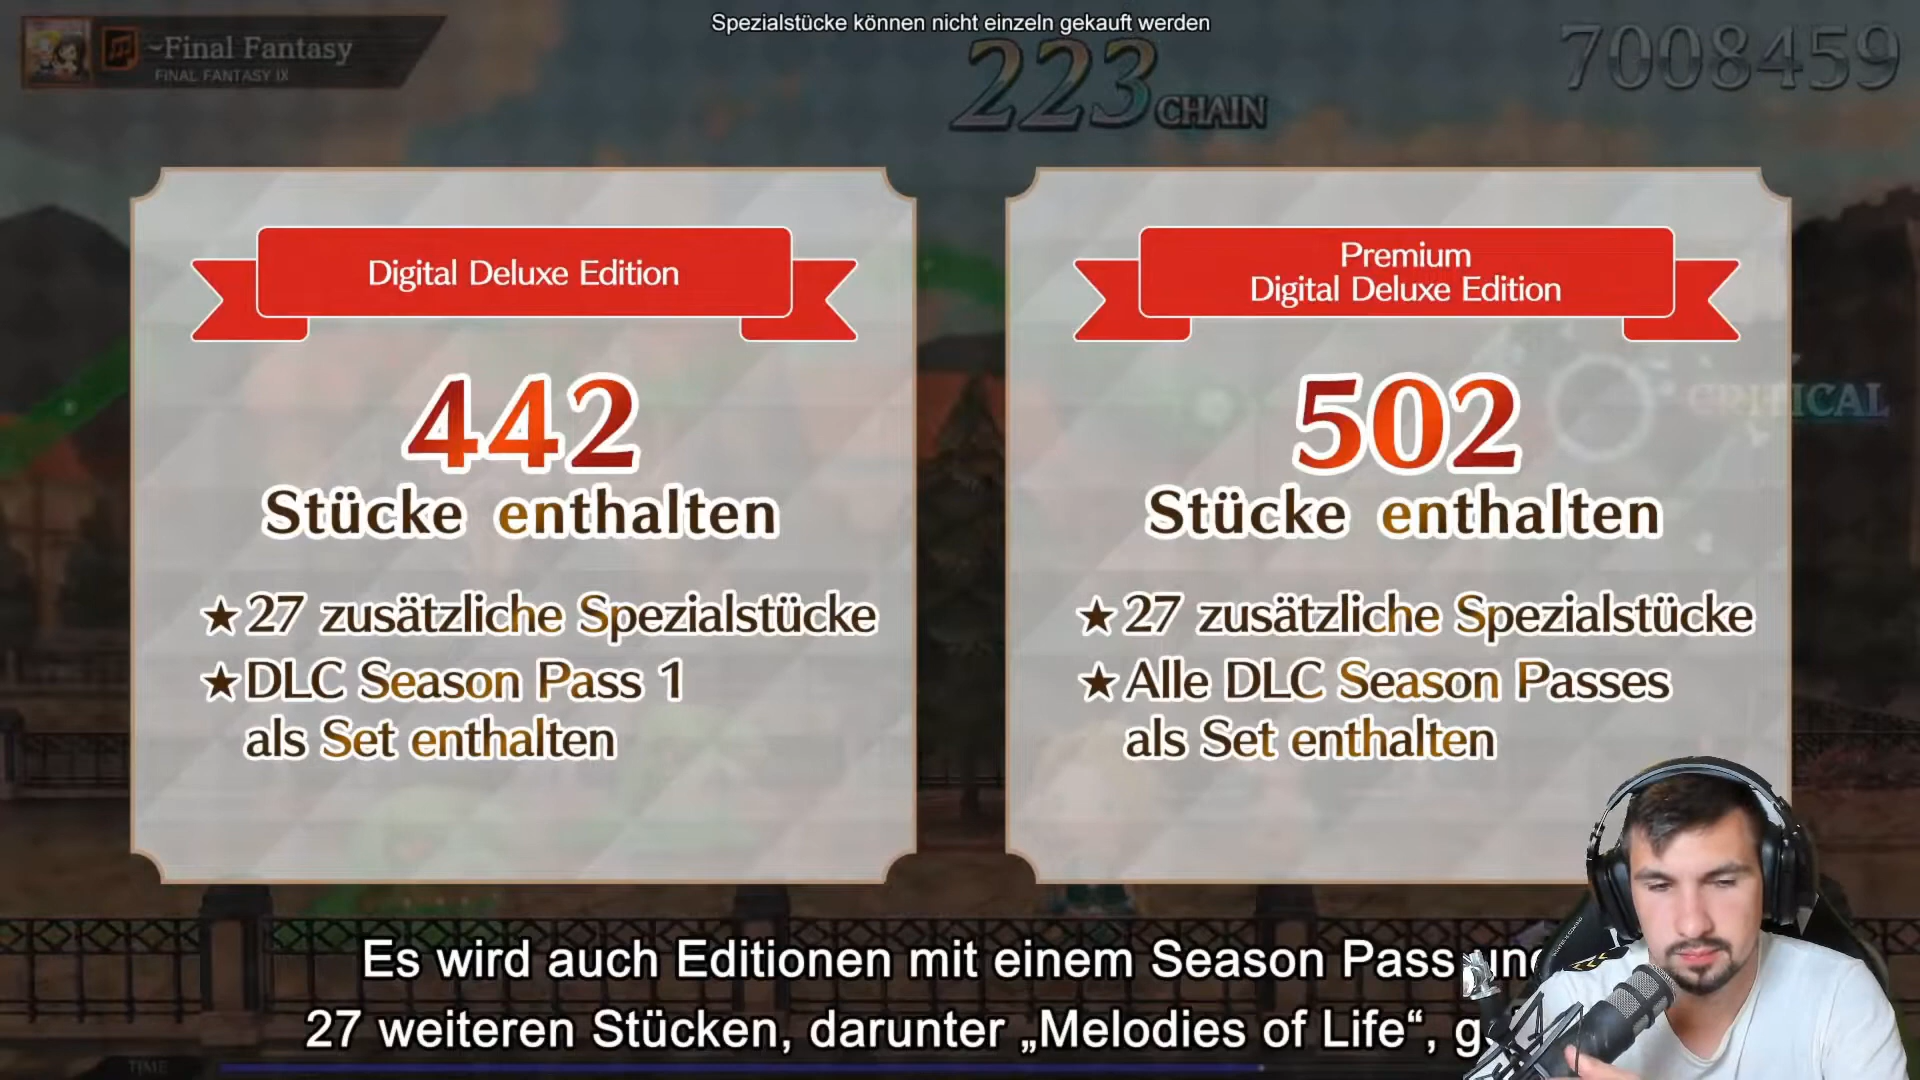 Spezialstücke können nicht einzeln gekauft werden
~Final Fantasy
FINAL FANTASY IX
223 CHAIN
7008459
Digital Deluxe Edition
442
Stücke enthalten
★27 zusätzliche Spezialstücke
★DLC Season Pass 1
als Set enthalten
Premium
Digital Deluxe Edition
502
Stücke enthalten
★27 zusätzliche Spezialstücke
★Alle DLC Season Passes
als Set enthalten
CRITICAL
Es wird auch Editionen mit einem Season Pass und
27 weiteren Stücken, darunter „Melodies of Life“,
TIME